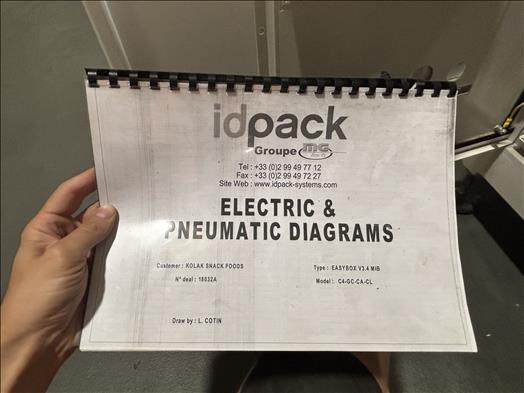 idpack
Groupe MG
Tel : +33 (0)2 99 49 77 12
Fax : +33 (0)2 99 49 72 27
Site Web : www.idpack-systems.com
ELECTRIC &
PNEUMATIC DIAGRAMS
Customer : KOLAK SNACK FOODS
Type : EASYBOX V3.4 MIB
N° deal : 18032A
Model : C4-GC-CA-CL
Draw by : L. COTIN